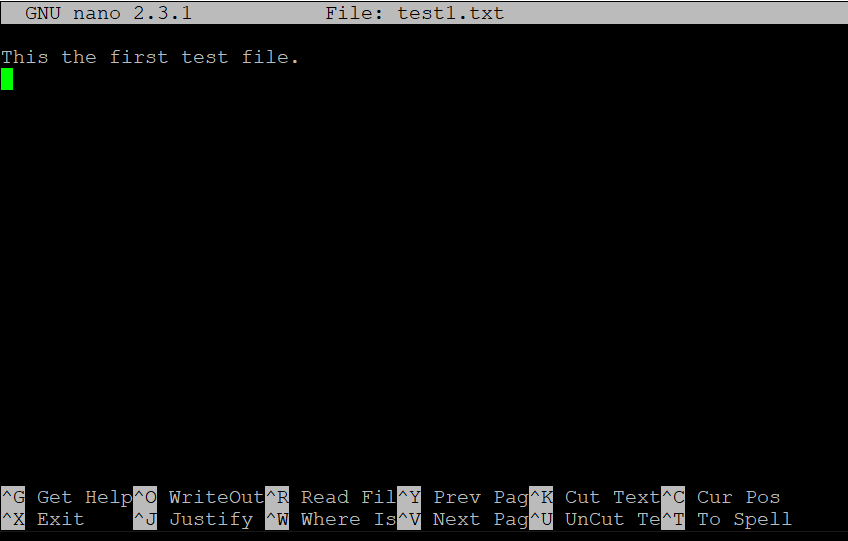 GNU nano 2.3.1 File: test1.txt
This the first test file.
^G Get Help^O WriteOut^R Read Fil^Y Prev Pag^K Cut Text^C Cur Pos
^X Exit ^J Justify ^W Where Is^V Next Pag^U UnCut Te^T To Spell